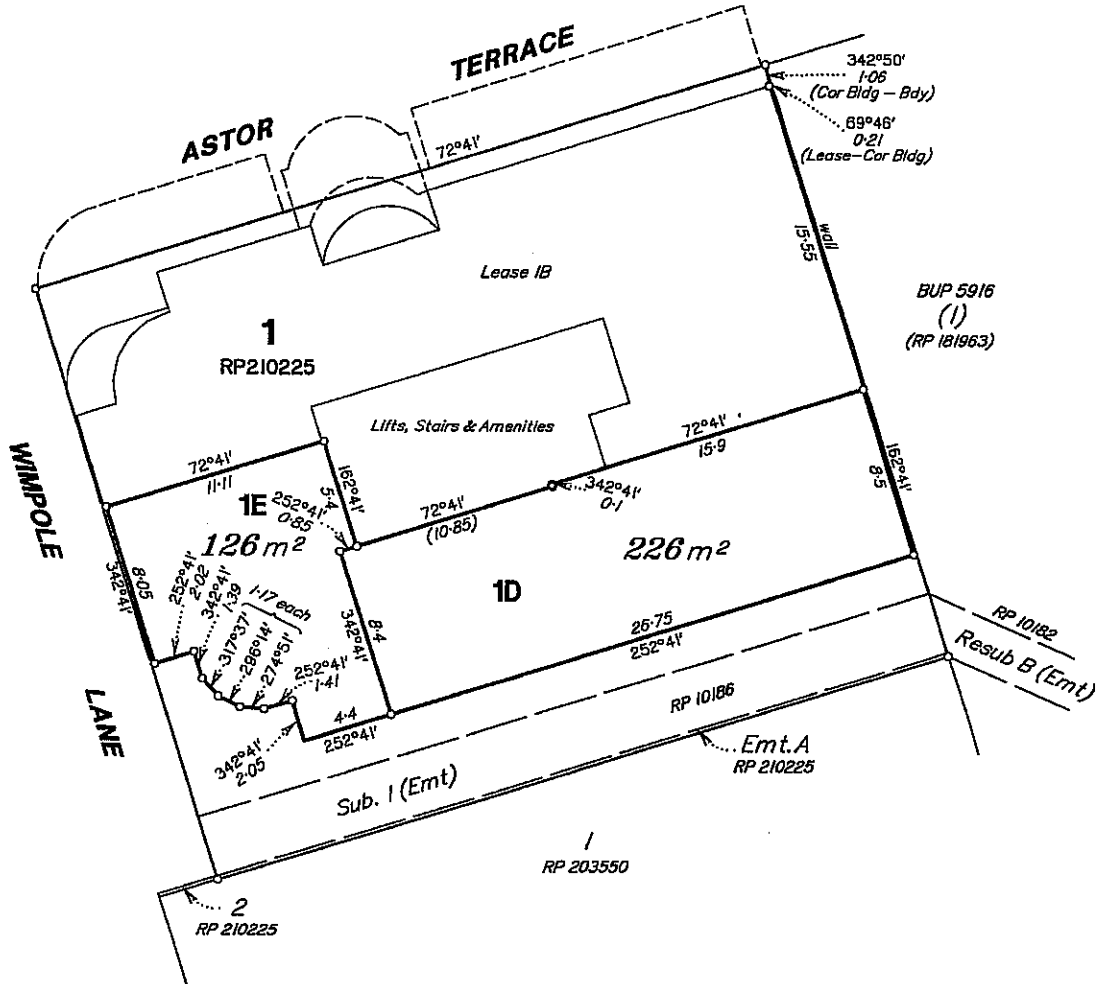 ASTOR
TERRACE
72°41'
342°50'
1·06
(Cor Bldg – Bdy)
69°46'
0·21
(Lease–Cor Bldg)
wall
15·55
Lease 1B
BUP 5916
(1)
(RP 181963)
1
RP210225
Lifts, Stairs & Amenities
WIMPOLE
LANE
72°41'
11·11
162°41'
5·4
72°41'
15·9
342°41'
0·1
72°41'
(10·85)
162°41'
8·5
1E
252°41'
0·85
126 m²
226 m²
1D
8·05
342°41'
252°41'
2·02
342°41'
1·39
1·17 each
317°37'
296°14'
274°51'
252°41'
1·41
8·4
342°41'
26·75
252°41'
4·4
252°41'
342°41'
2·05
RP 10182
Resub B (Emt)
RP 10186
Emt. A
RP 210225
Sub. 1 (Emt)
1
RP 203550
2
RP 210225